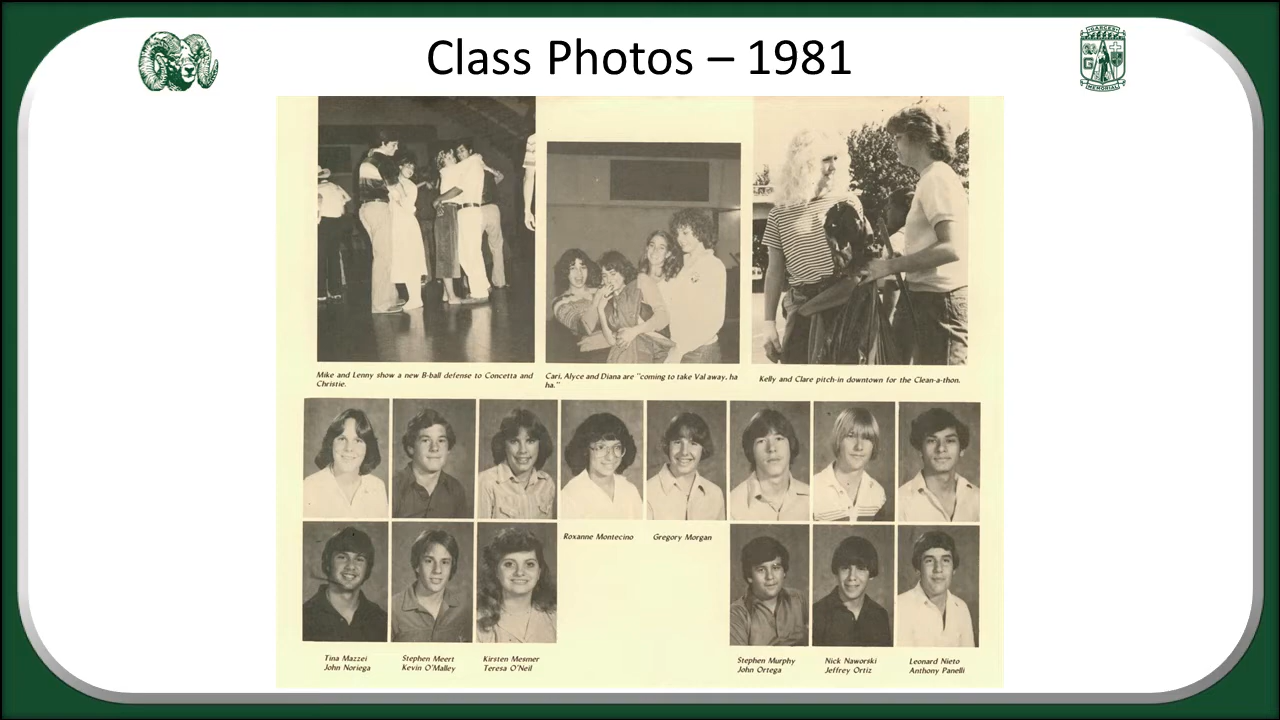 Class Photos – 1981
GARCES
G
MEMORIAL
Mike and Lenny show a new B-ball defense to Concetta and
Christie.
Cari, Alyce and Diana are "coming to take Val away, ha
ha."
Kelly and Clare pitch-in downtown for the Clean-a-thon.
Roxanne Montecino
Gregory Morgan
Tina Mazzei
John Noriega
Stephen Meert
Kevin O'Malley
Kirsten Mesmer
Teresa O'Neil
Stephen Murphy
John Ortega
Nick Naworski
Jeffrey Ortiz
Leonard Nieto
Anthony Panelli